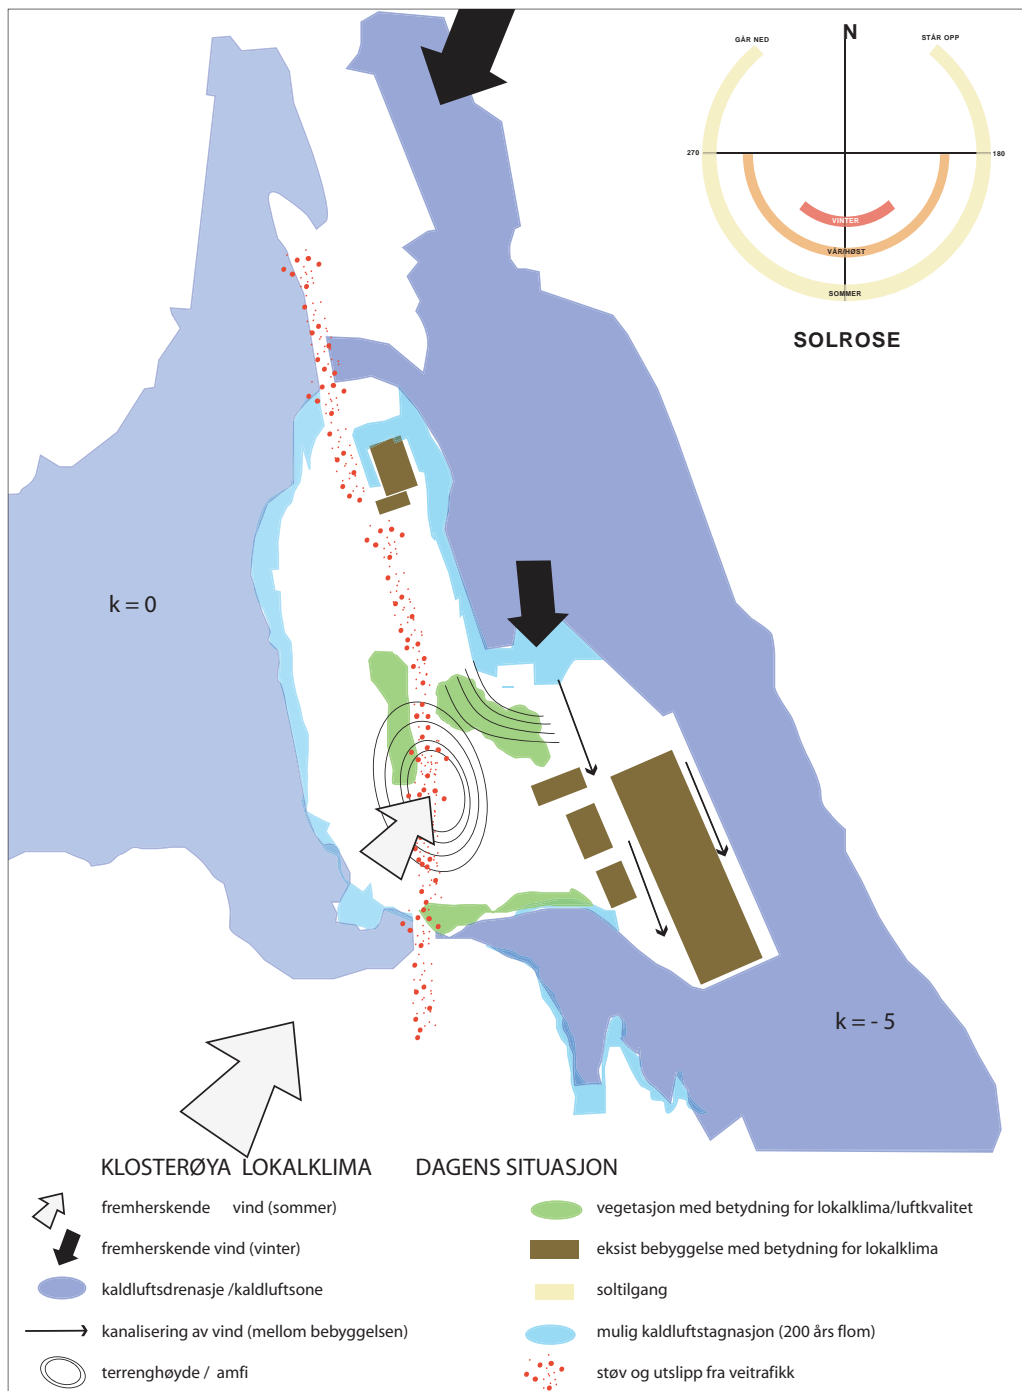 N
GÅR NED
STÅR OPP
270
180
VINTER
VÅR/HØST
SOMMER
SOLROSE
k = 0
k = - 5
KLOSTERØYA LOKALKLIMA DAGENS SITUASJON
fremherskende vind (sommer)
fremherskende vind (vinter)
kaldluftsdrenasje /kaldluftsone
kanalisering av vind (mellom bebyggelsen)
terrenghøyde / amfi
vegetasjon med betydning for lokalklima/luftkvalitet
eksist bebyggelse med betydning for lokalklima
soltilgang
mulig kaldluftstagnasjon (200 års flom)
støv og utslipp fra veitrafikk